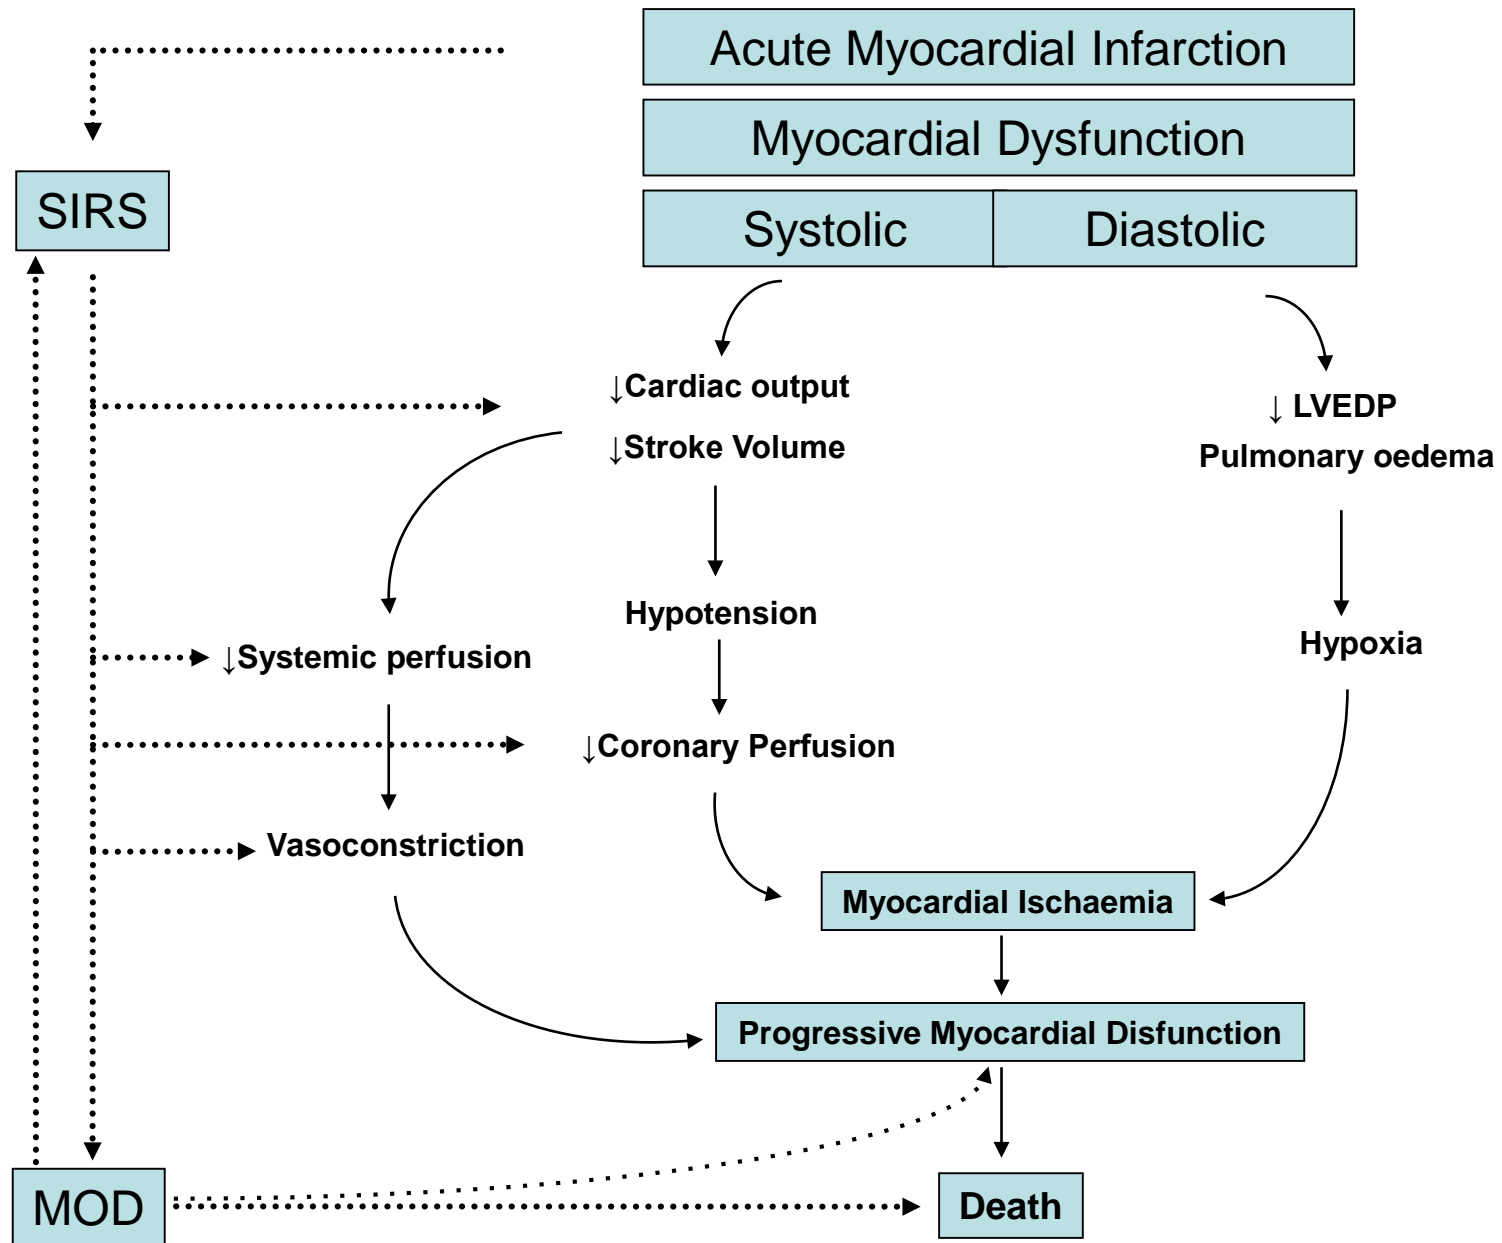 Acute Myocardial Infarction
Myocardial Dysfunction
SIRS
Systolic
Diastolic
↓Cardiac output
↓Stroke Volume
↓ LVEDP
Pulmonary oedema
Hypotension
↓Systemic perfusion
Hypoxia
↓Coronary Perfusion
Vasoconstriction
Myocardial Ischaemia
Progressive Myocardial Disfunction
MOD
Death